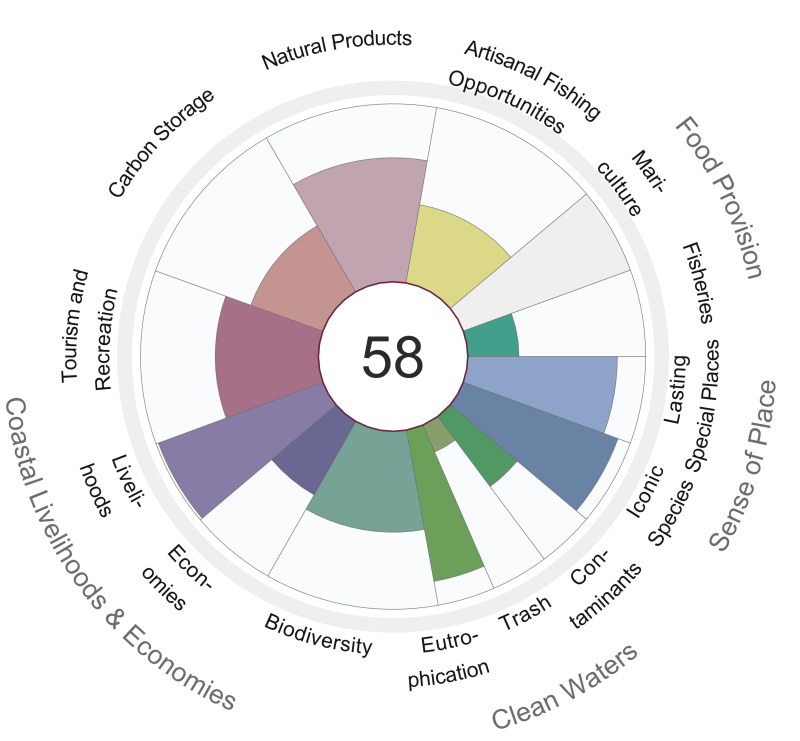 Natural Products
Artisanal Fishing
Opportunities
Mari-
culture
Food Provision
Fisheries
Lasting
Special Places
Sense of Place
Iconic
Species
Con-
taminants
Trash
Clean Waters
Eutro-
phication
Biodiversity
Econ-
omies
Liveli-
hoods
Coastal Livelihoods & Economies
Tourism and
Recreation
Carbon Storage
58